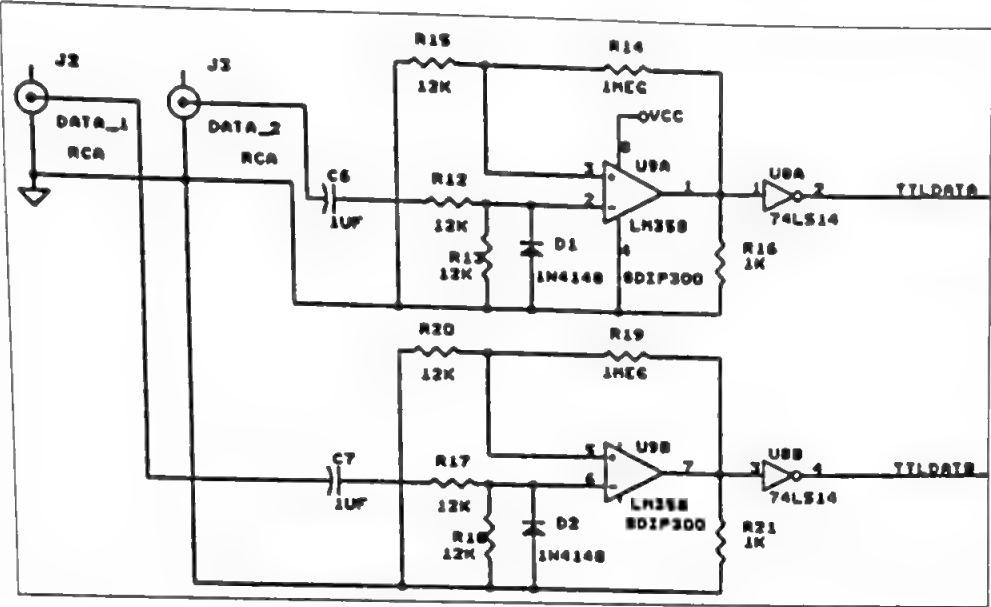 J2
J3
R15
R14
12K
1MEG
VCC
DATA_1
DATA_2
RCA
RCA
C6
1UF
R12
12K
3
2
8
U9A
1
LM358
4
8DIP300
1
U8A
2
TTLDATA
74LS14
R13
12K
D1
1N4148
R16
1K
R20
R19
12K
1MEG
C7
1UF
R17
12K
5
6
U9B
7
LM358
8DIP300
3
U8B
4
TTLDATB
74LS14
R18
12K
D2
1N4148
R21
1K